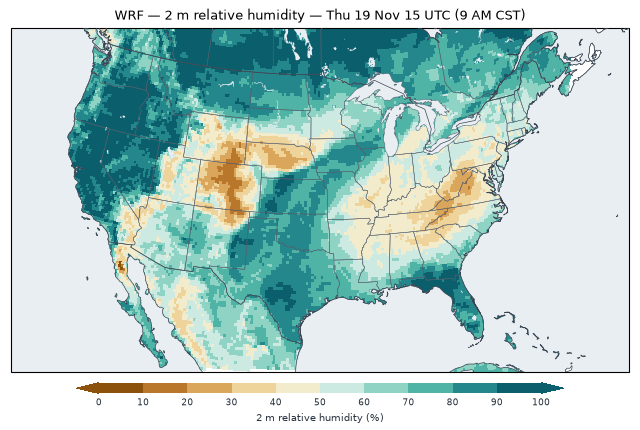 WRF — 2 m relative humidity — Thu 19 Nov 15 UTC (9 AM CST)
0 10 20 30 40 50 60 70 80 90 100
2 m relative humidity (%)